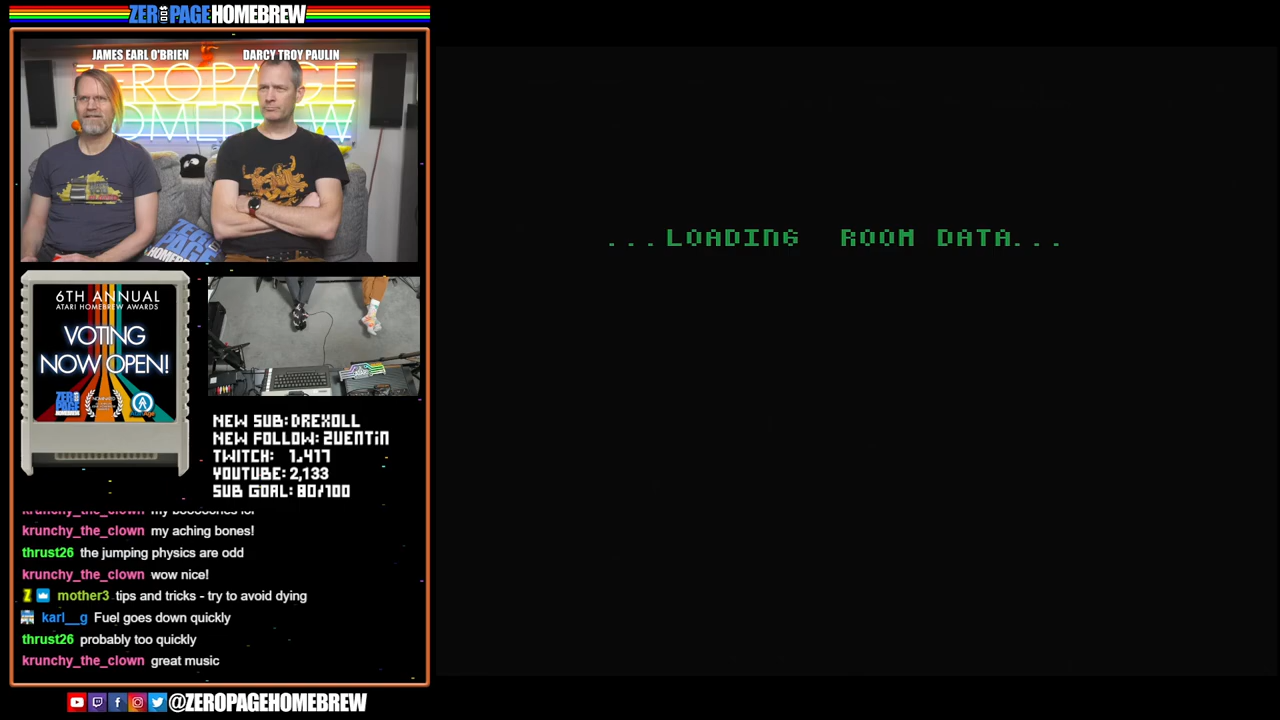 ZEROPAGE HOMEBREW
JAMES EARL O'BRIEN
DARCY TROY PAULIN
ZEROPAGE
HOMEBREW
...LOADING ROOM DATA...
6TH ANNUAL
ATARI HOMEBREW AWARDS
VOTING
NOW OPEN!
NEW SUB: DREXOLL
NEW FOLLOW: ZUENTIN
TWITCH: 1,417
YOUTUBE: 2,133
SUB GOAL: 80/100
krunchy_the_clown my aching bones!
thrust26 the jumping physics are odd
krunchy_the_clown wow nice!
mother3 tips and tricks - try to avoid dying
karl__g Fuel goes down quickly
thrust26 probably too quickly
krunchy_the_clown great music
@ZEROPAGEHOMEBREW